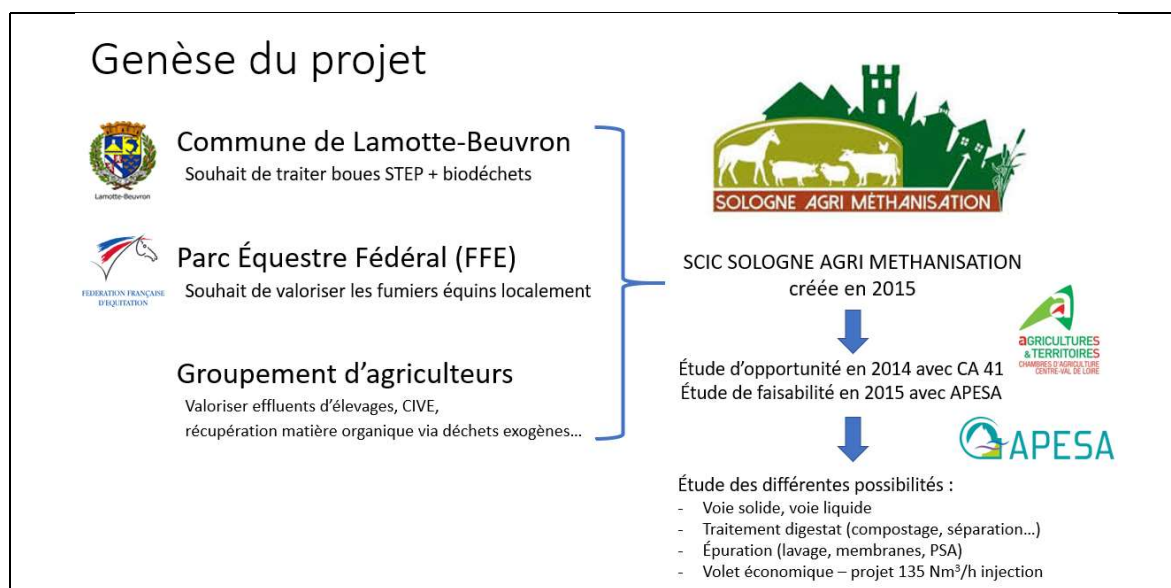 Genèse du projet
Lamotte-Beuvron
Commune de Lamotte-Beuvron
Souhait de traiter boues STEP + biodéchets
FEDERATION FRANÇAISE
D'EQUITATION
Parc Équestre Fédéral (FFE)
Souhait de valoriser les fumiers équins localement
Groupement d'agriculteurs
Valoriser effluents d'élevages, CIVE,
récupération matière organique via déchets exogènes…
SOLOGNE AGRI MÉTHANISATION
SCIC SOLOGNE AGRI METHANISATION
créée en 2015
aGRICULTURES
& TERRITOIRES
CHAMBRES D'AGRICULTURE
CENTRE-VAL DE LOIRE
Étude d'opportunité en 2014 avec CA 41
Étude de faisabilité en 2015 avec APESA
APESA
Étude des différentes possibilités :
- Voie solide, voie liquide
- Traitement digestat (compostage, séparation…)
- Épuration (lavage, membranes, PSA)
- Volet économique – projet 135 Nm³/h injection